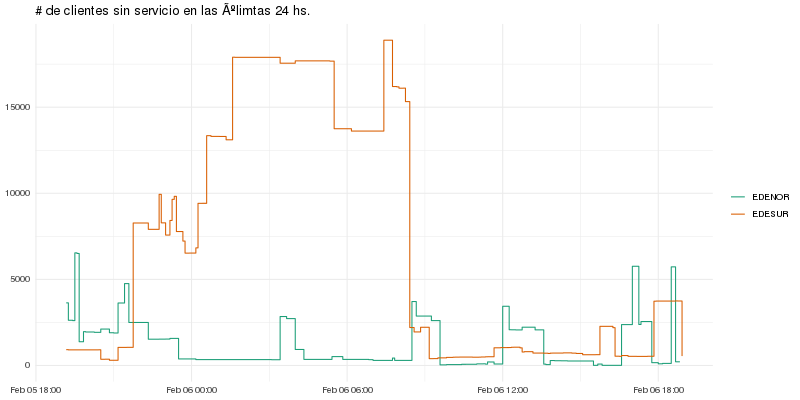 # de clientes sin servicio en las Ãºlimtas 24 hs.
15000
10000
5000
0
Feb 05 18:00
Feb 06 00:00
Feb 06 06:00
Feb 06 12:00
Feb 06 18:00
EDENOR
EDESUR